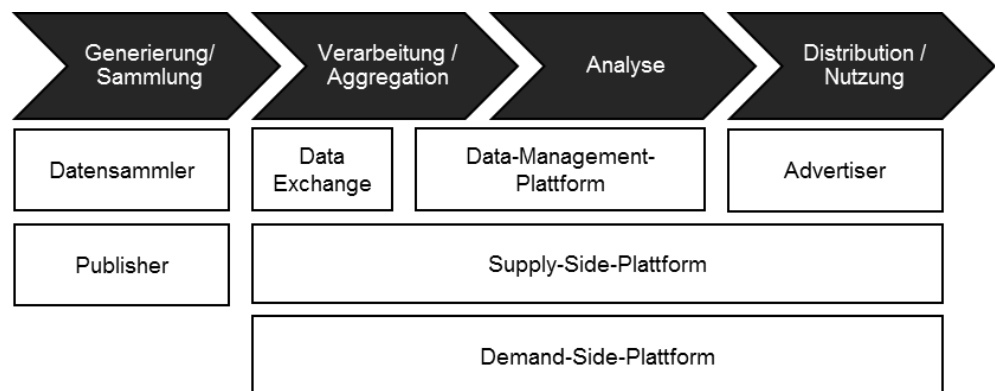 Generierung/
Sammlung
Verarbeitung /
Aggregation
Analyse
Distribution /
Nutzung
Datensammler
Data
Exchange
Data-Management-
Plattform
Advertiser
Publisher
Supply-Side-Plattform
Demand-Side-Plattform